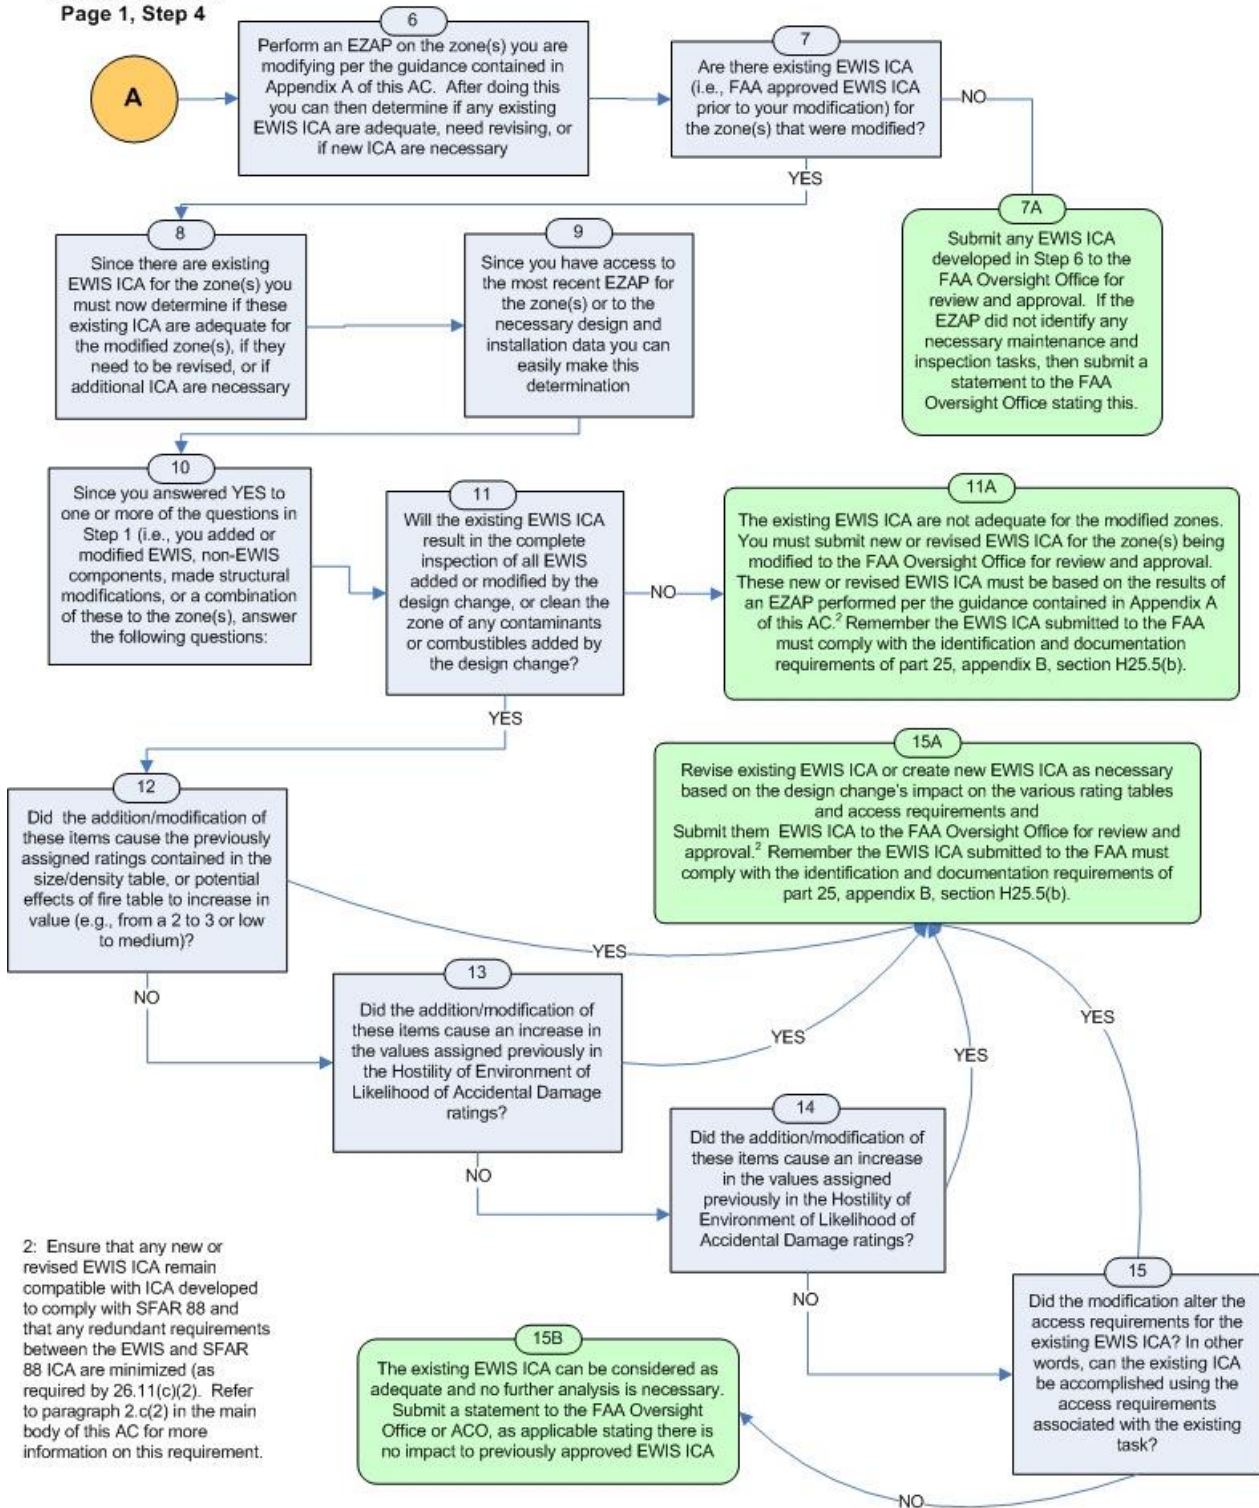 Page 1, Step 4
A
6
Perform an EZAP on the zone(s) you are
modifying per the guidance contained in
Appendix A of this AC. After doing this
you can then determine if any existing
EWIS ICA are adequate, need revising, or
if new ICA are necessary
7
Are there existing EWIS ICA
(i.e., FAA approved EWIS ICA
prior to your modification) for
the zone(s) that were modified?
NO
YES
7A
Submit any EWIS ICA
developed in Step 6 to the
FAA Oversight Office for
review and approval. If the
EZAP did not identify any
necessary maintenance and
inspection tasks, then submit a
statement to the FAA
Oversight Office stating this.
8
Since there are existing
EWIS ICA for the zone(s) you
must now determine if these
existing ICA are adequate for
the modified zone(s), if they
need to be revised, or if
additional ICA are necessary
9
Since you have access to
the most recent EZAP for
the zone(s) or to the
necessary design and
installation data you can
easily make this
determination
10
Since you answered YES to
one or more of the questions in
Step 1 (i.e., you added or
modified EWIS, non-EWIS
components, made structural
modifications, or a combination
of these to the zone(s), answer
the following questions:
11
Will the existing EWIS ICA
result in the complete
inspection of all EWIS
added or modified by the
design change, or clean the
zone of any contaminants
or combustibles added by
the design change?
NO
YES
11A
The existing EWIS ICA are not adequate for the modified zones.
You must submit new or revised EWIS ICA for the zone(s) being
modified to the FAA Oversight Office for review and approval.
These new or revised EWIS ICA must be based on the results of
an EZAP performed per the guidance contained in Appendix A
of this AC.² Remember the EWIS ICA submitted to the FAA
must comply with the identification and documentation
requirements of part 25, appendix B, section H25.5(b).
12
Did the addition/modification of
these items cause the previously
assigned ratings contained in the
size/density table, or potential
effects of fire table to increase in
value (e.g., from a 2 to 3 or low
to medium)?
YES
NO
15A
Revise existing EWIS ICA or create new EWIS ICA as necessary
based on the design change's impact on the various rating tables
and access requirements and
Submit them EWIS ICA to the FAA Oversight Office for review and
approval.² Remember the EWIS ICA submitted to the FAA must
comply with the identification and documentation requirements of
part 25, appendix B, section H25.5(b).
13
Did the addition/modification of
these items cause an increase in
the values assigned previously in
the Hostility of Environment of
Likelihood of Accidental Damage
ratings?
YES
NO
14
Did the addition/modification of
these items cause an increase
in the values assigned
previously in the Hostility of
Environment of Likelihood of
Accidental Damage ratings?
YES
NO
15
Did the modification alter the
access requirements for the
existing EWIS ICA? In other
words, can the existing ICA
be accomplished using the
access requirements
associated with the existing
task?
YES
NO
15B
The existing EWIS ICA can be considered as
adequate and no further analysis is necessary.
Submit a statement to the FAA Oversight
Office or ACO, as applicable stating there is
no impact to previously approved EWIS ICA
2: Ensure that any new or
revised EWIS ICA remain
compatible with ICA developed
to comply with SFAR 88 and
that any redundant requirements
between the EWIS and SFAR
88 ICA are minimized (as
required by 26.11(c)(2). Refer
to paragraph 2.c(2) in the main
body of this AC for more
information on this requirement.